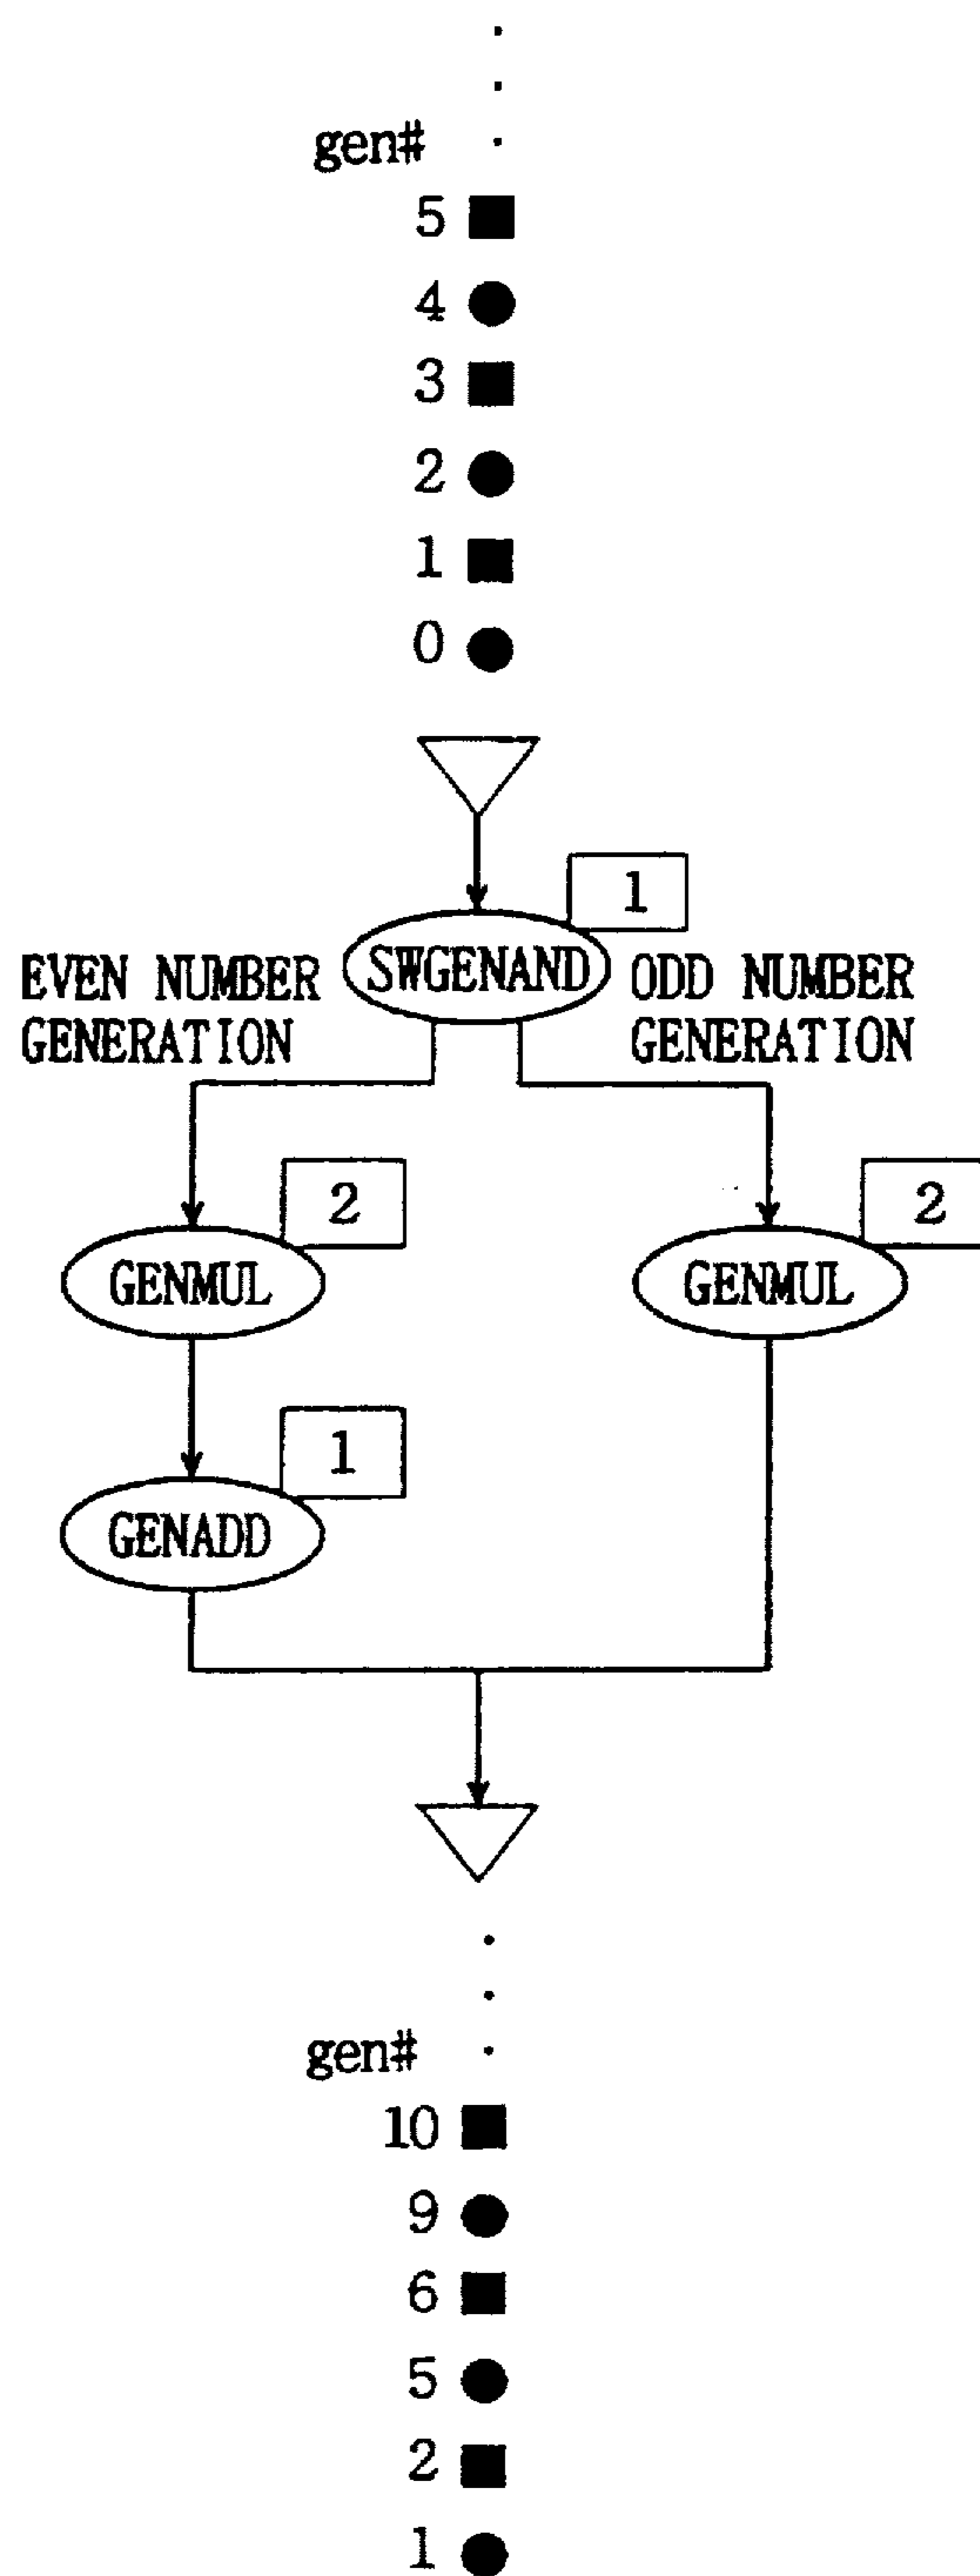 gen#
5
4
3
2
1
0
1
SWGENAND
EVEN NUMBER
GENERATION
ODD NUMBER
GENERATION
2
2
GENMUL
GENMUL
1
GENADD
gen#
10
9
6
5
2
1